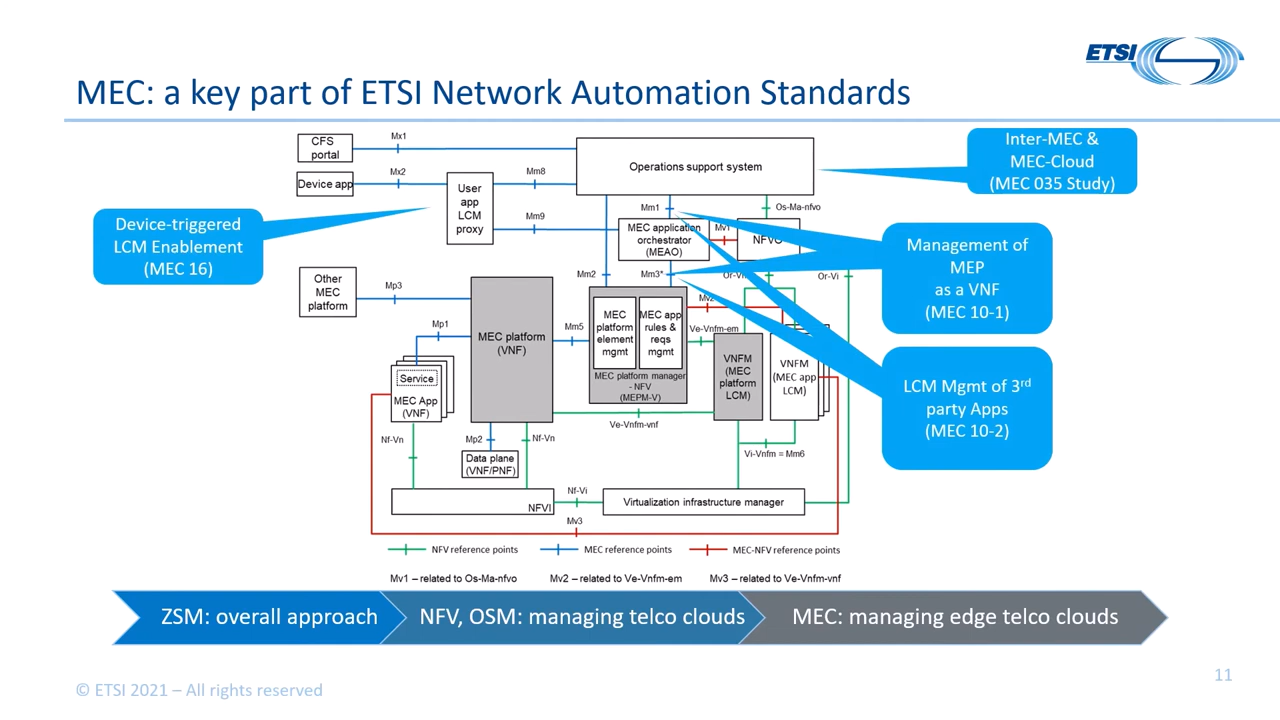 ETSI
MEC: a key part of ETSI Network Automation Standards
CFS
portal
Mx1
Operations support system
Inter-MEC &
MEC-Cloud
(MEC 035 Study)
Device app
Mx2
User
app
LCM
proxy
Mm8
Mm9
Device-triggered
LCM Enablement
(MEC 16)
Mm1
Os-Ma-nfvo
MEC application
orchestrator
(MEAO)
Mv1
NFVO
Management of
MEP
as a VNF
(MEC 10-1)
Other
MEC
platform
Mp3
Mm2
Mm3*
Or-Vi
Mp1
MEC platform
(VNF)
Mm5
MEC
platform
element
mgmt
MEC app
rules &
reqs
mgmt
MEC platform manager
- NFV
(MEPM-V)
Mv2
Ve-Vnfm-em
VNFM
(MEC
platform
LCM)
VNFM
(MEC app
LCM)
LCM Mgmt of 3rd
party Apps
(MEC 10-2)
Service
MEC App
(VNF)
Ve-Vnfm-vnf
Nf-Vn
Mp2
Nf-Vn
Data plane
(VNF/PNF)
Vi-Vnfm = Mm6
NFVI
Nf-Vi
Virtualization infrastructure manager
Mv3
NFV reference points
MEC reference points
MEC-NFV reference points
Mv1 – related to Os-Ma-nfvo
Mv2 – related to Ve-Vnfm-em
Mv3 – related to Ve-Vnfm-vnf
ZSM: overall approach
NFV, OSM: managing telco clouds
MEC: managing edge telco clouds
© ETSI 2021 – All rights reserved
11